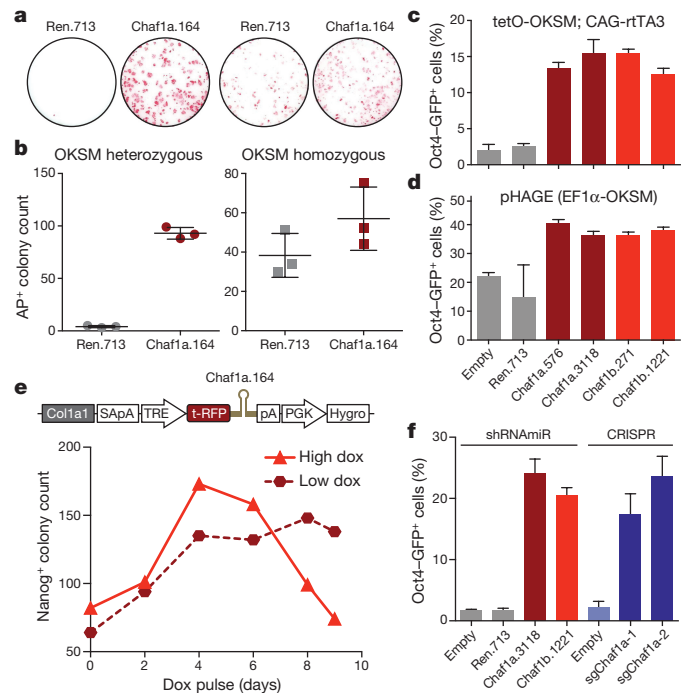 a
Ren.713 Chaf1a.164 Ren.713 Chaf1a.164
b
OKSM heterozygous OKSM homozygous
AP⁺ colony count
150
100
50
0
Ren.713 Chaf1a.164
80
60
40
20
0
Ren.713 Chaf1a.164
c
tetO-OKSM; CAG-rtTA3
Oct4–GFP⁺ cells (%)
20
15
10
5
0
d
pHAGE (EF1α-OKSM)
Oct4–GFP⁺ cells (%)
50
40
30
20
10
0
Empty
Ren.713
Chaf1a.576
Chaf1a.3118
Chaf1b.271
Chaf1b.1221
e
Chaf1a.164
Col1a1 SApA TRE t-RFP pA PGK Hygro
Nanog⁺ colony count
200
150
100
50
High dox
Low dox
0 2 4 6 8 10
Dox pulse (days)
f
shRNAmiR CRISPR
Oct4–GFP⁺ cells (%)
30
20
10
0
Empty
Ren.713
Chaf1a.3118
Chaf1b.1221
Empty
sgChaf1a-1
sgChaf1a-2